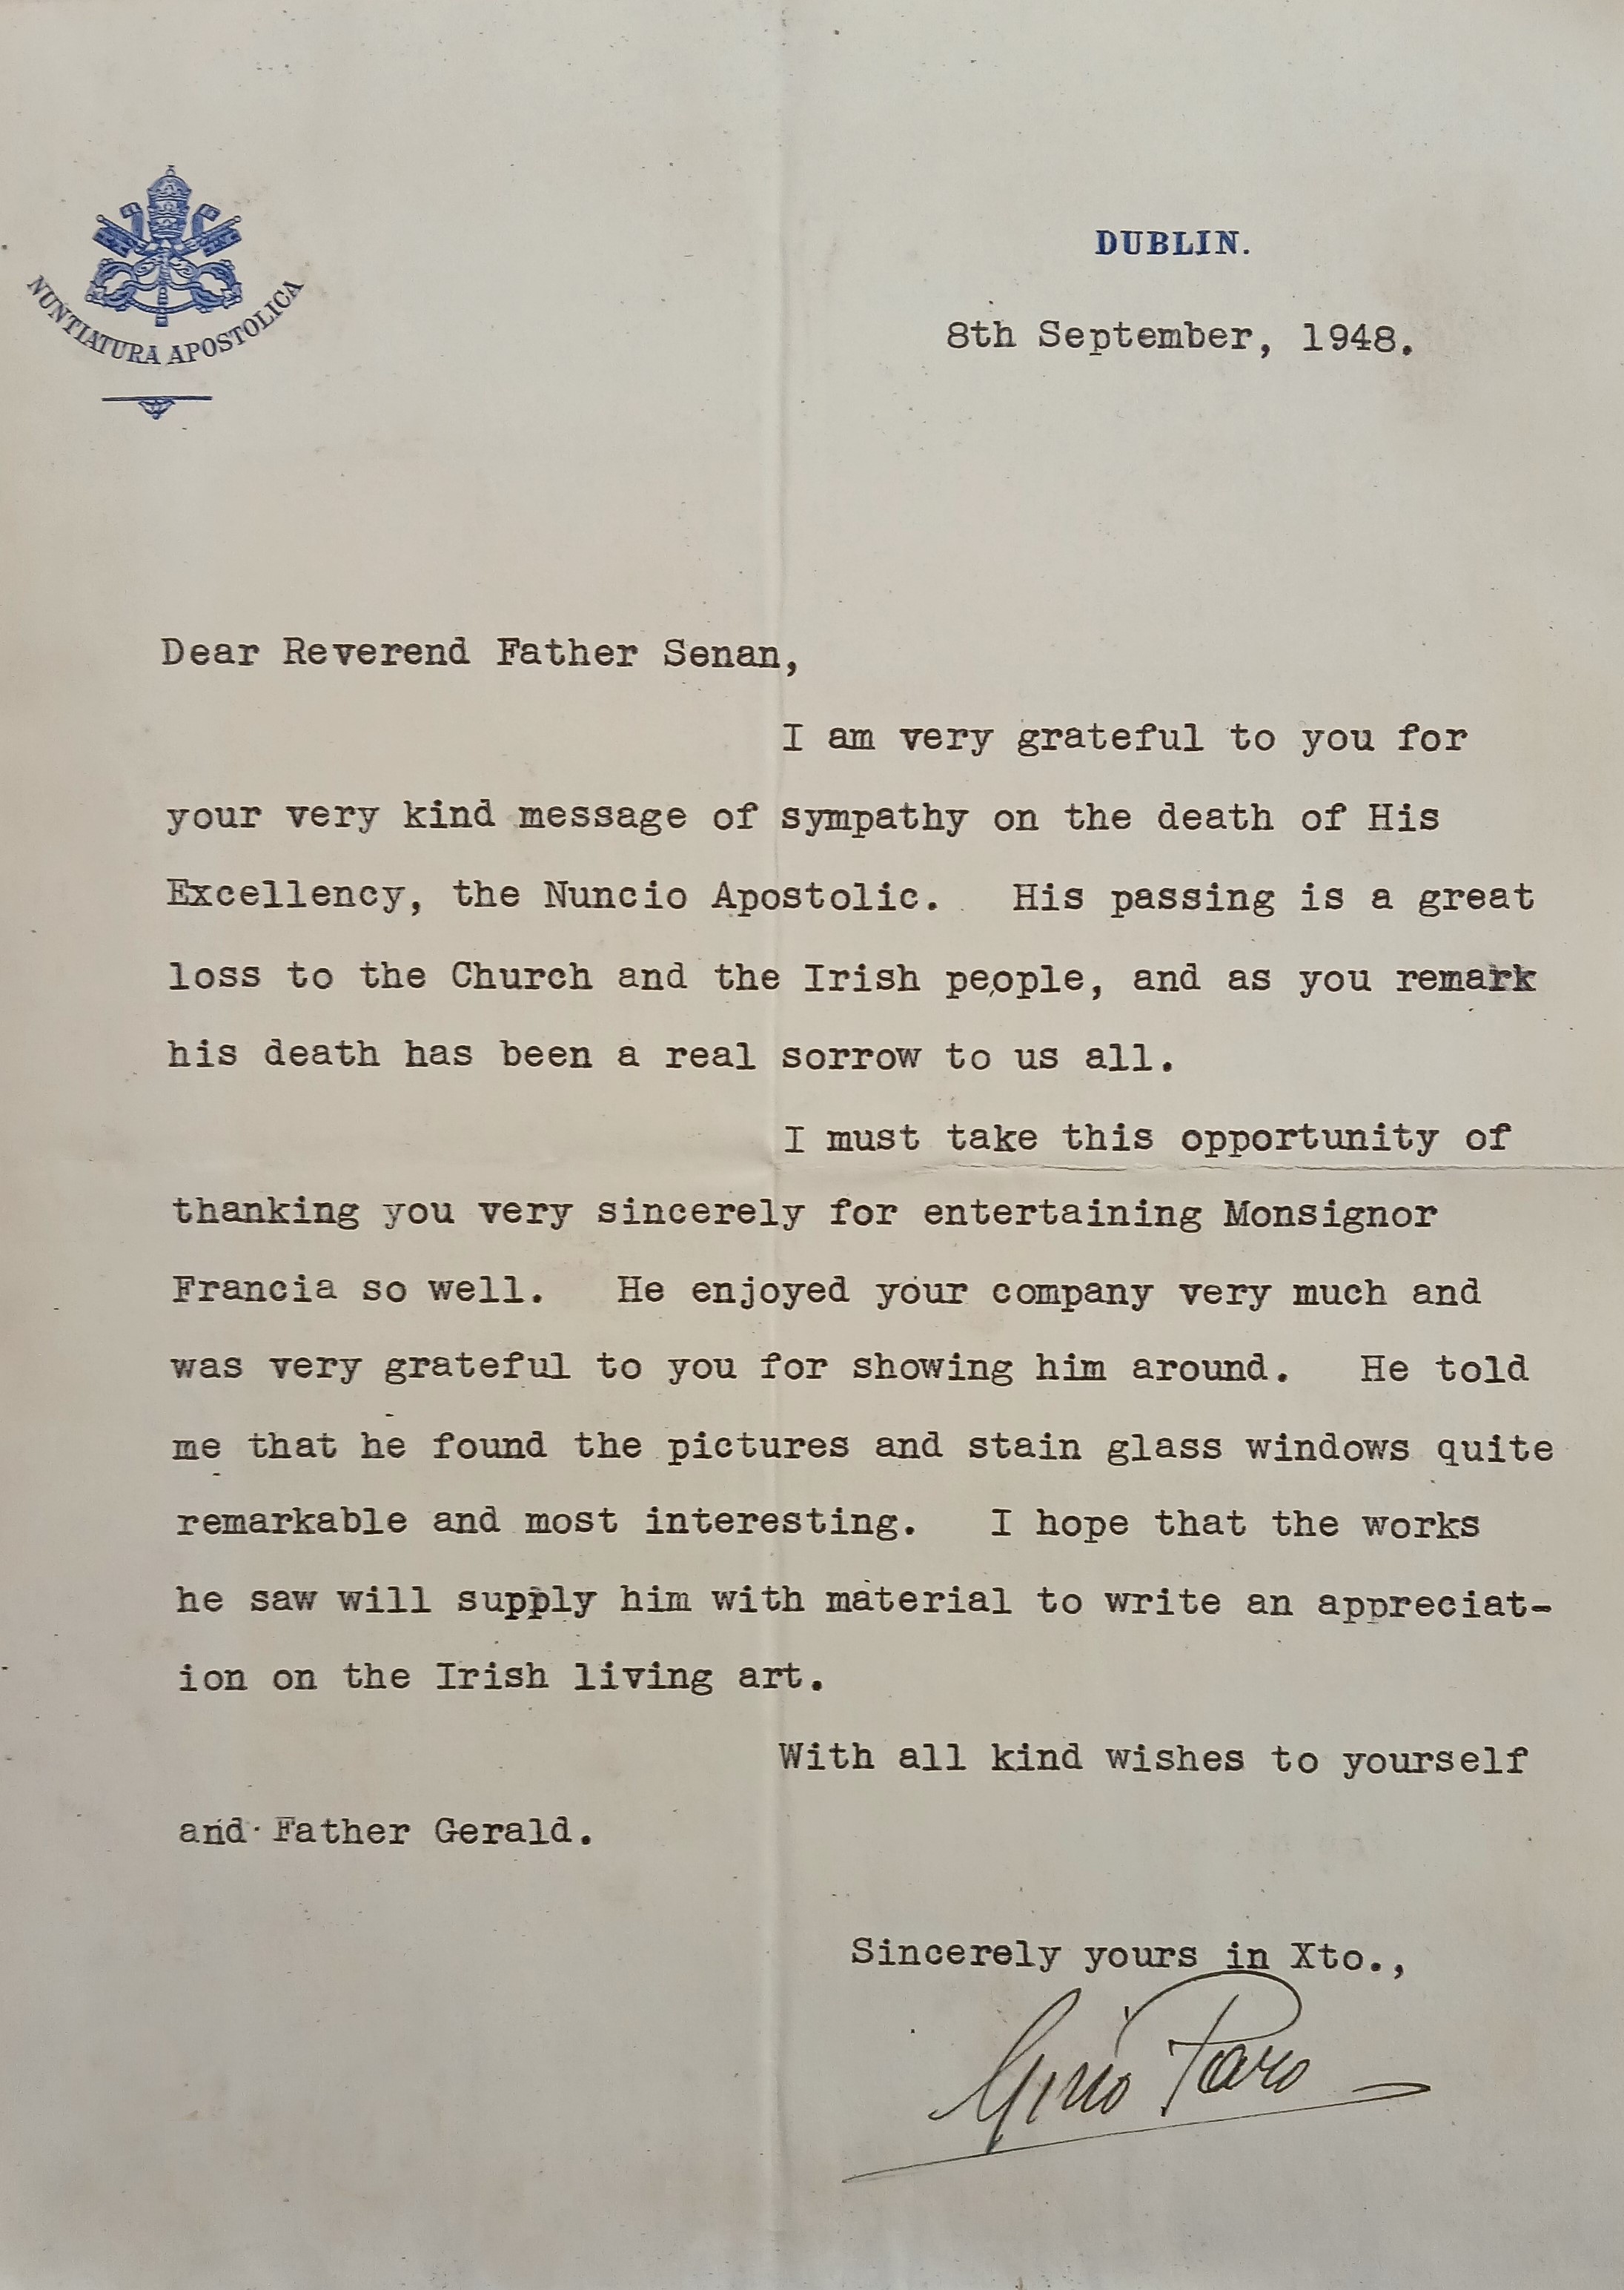 NUNTIATURA APOSTOLICA
DUBLIN.
8th September, 1948.
Dear Reverend Father Senan,
I am very grateful to you for
your very kind message of sympathy on the death of His
Excellency, the Nuncio Apostolic. His passing is a great
loss to the Church and the Irish people, and as you remark
his death has been a real sorrow to us all.
I must take this opportunity of
thanking you very sincerely for entertaining Monsignor
Francia so well. He enjoyed your company very much and
was very grateful to you for showing him around. He told
me that he found the pictures and stain glass windows quite
remarkable and most interesting. I hope that the works
he saw will supply him with material to write an appreciat-
ion on the Irish living art.
With all kind wishes to yourself
and Father Gerald.
Sincerely yours in Xto.,
Gino Paro